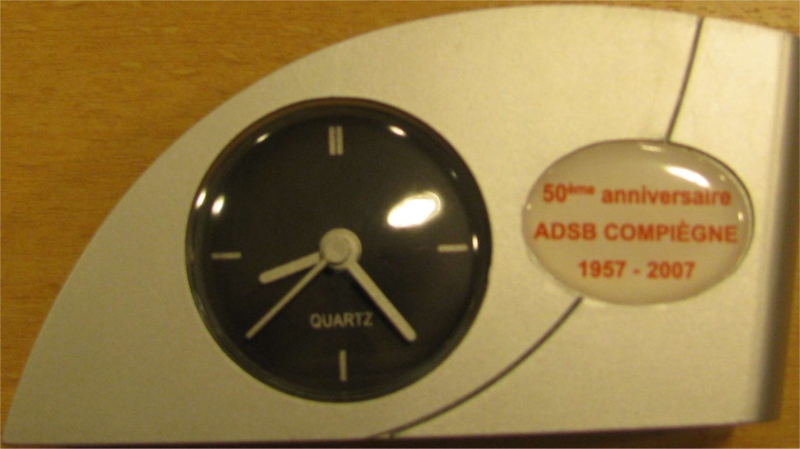 50ème anniversaire
ADSB COMPIÈGNE
1957 - 2007
QUARTZ